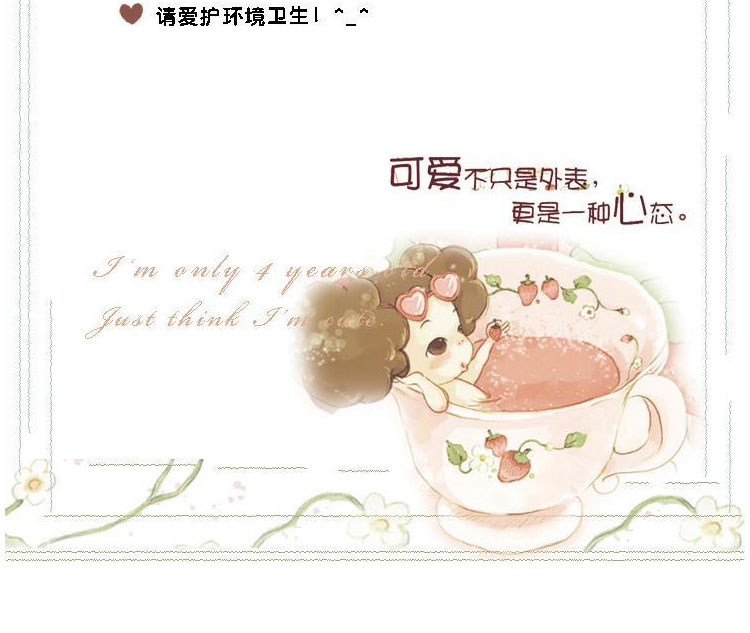 请爱护环境卫生！^_^
可爱不只是外表，
更是一种心态。
I'm only 4 years old
Just think I'm cute.